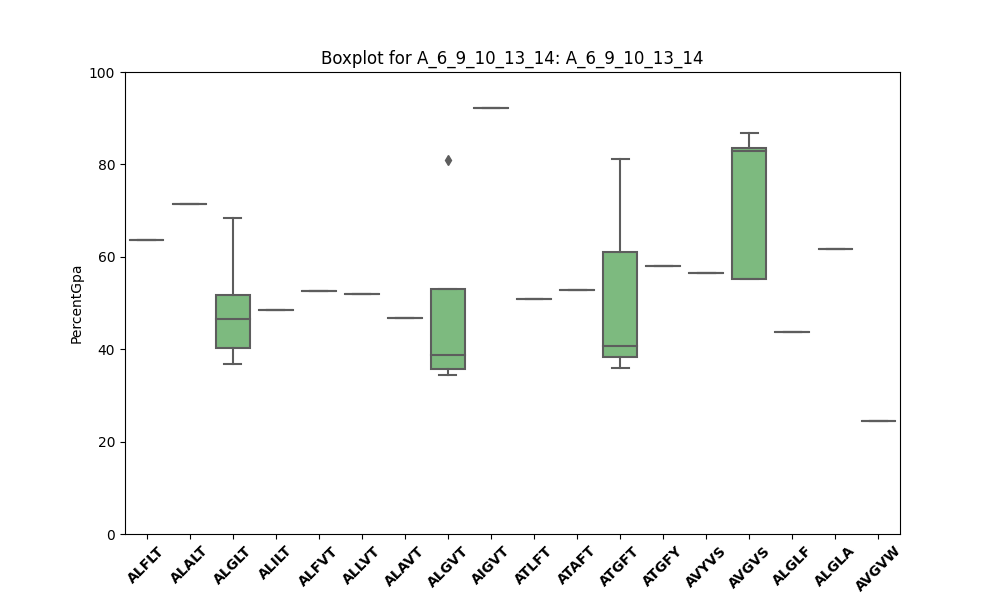 Boxplot for A_6_9_10_13_14: A_6_9_10_13_14
PercentGpa
100
80
60
40
20
0
ALFLT ALALT ALGLT ALILT ALFVT ALLVT ALAVT ALGVT AIGVT ATLFT ATAFT ATGFT ATGFY AVYVS AVGVS ALGLF ALGLA AVGVW